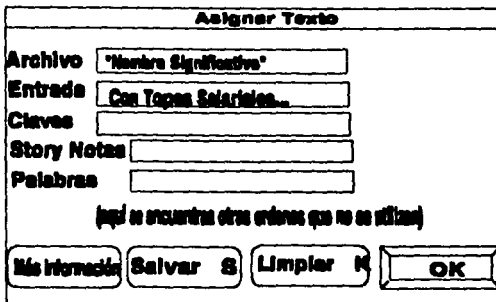 Asignar Texto
Archivo "Nombre Significativo"
Entrada Con Topes Salariales...
Claves
Story Notes
Palabras
(aquí se encuentran otras ordenes que no se utilizan)
Más información Salvar S Limpiar K OK